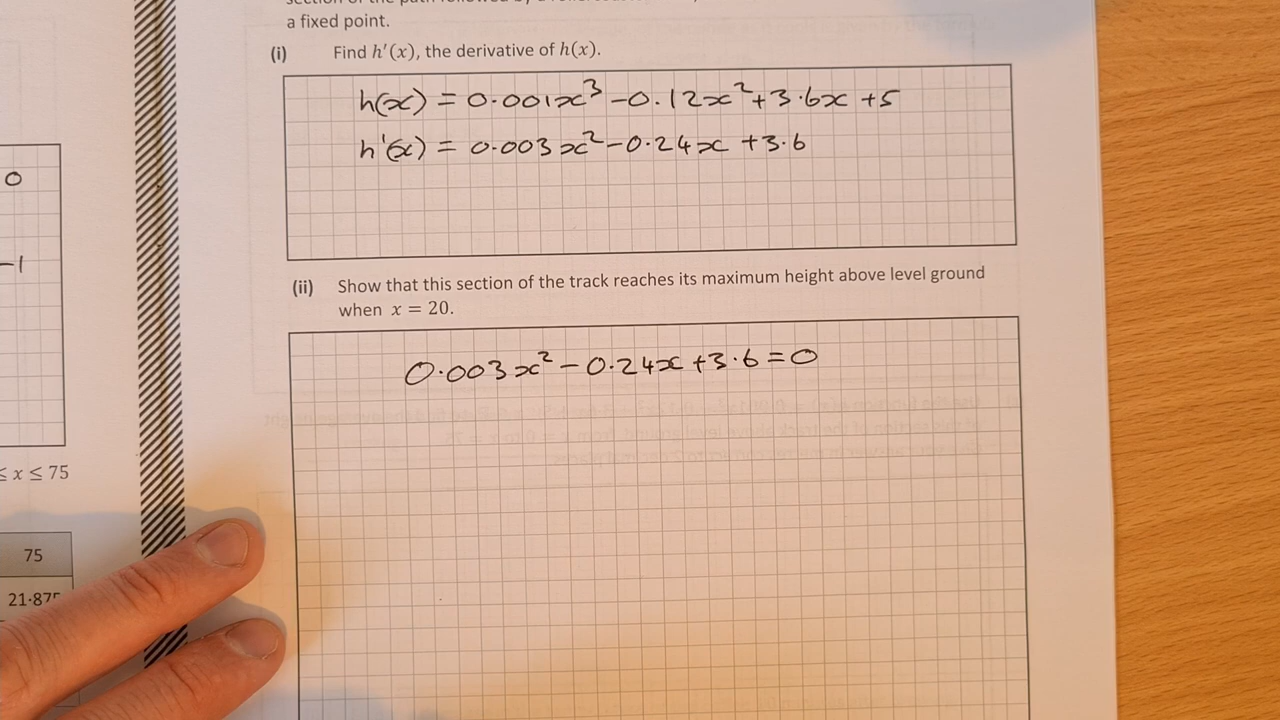 a fixed point.
(i) Find h′(x), the derivative of h(x).
h(x) = 0.001x³ - 0.12x² + 3.6x + 5
h'(x) = 0.003x² - 0.24x + 3.6
0
-1
(ii) Show that this section of the track reaches its maximum height above level ground
when x = 20.
0.003x² - 0.24x + 3.6 = 0
≤ x ≤ 75
75
21·875